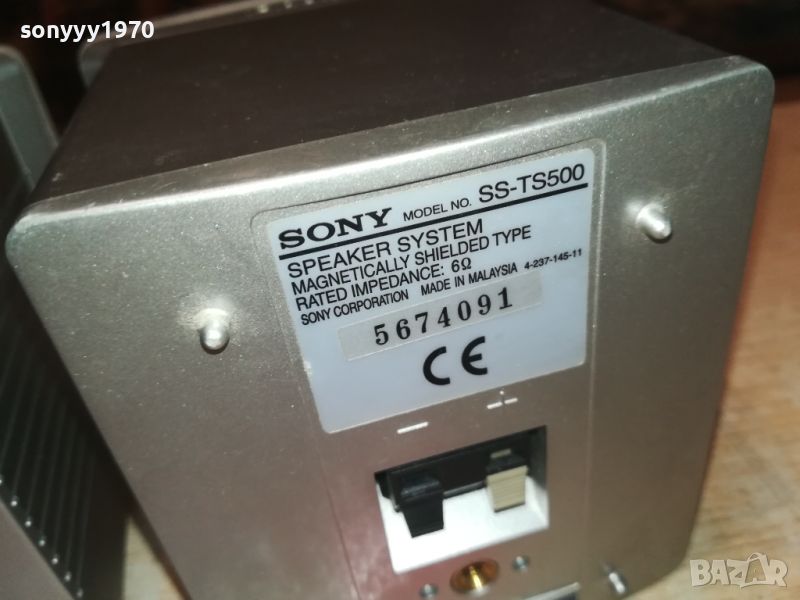 sonyyy1970
SONY MODEL NO. SS-TS500
SPEAKER SYSTEM
MAGNETICALLY SHIELDED TYPE
RATED IMPEDANCE: 6Ω 4-237-145-11
SONY CORPORATION MADE IN MALAYSIA
5674091
CE
− +
BAZAR